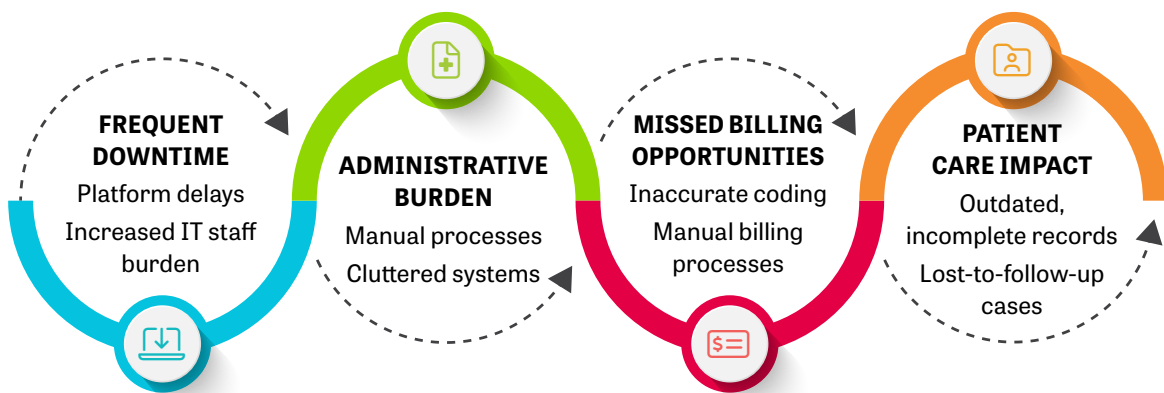 FREQUENT
DOWNTIME
Platform delays
Increased IT staff
burden
ADMINISTRATIVE
BURDEN
Manual processes
Cluttered systems
MISSED BILLING
OPPORTUNITIES
Inaccurate coding
Manual billing
processes
$
PATIENT
CARE IMPACT
Outdated,
incomplete records
Lost-to-follow-up
cases